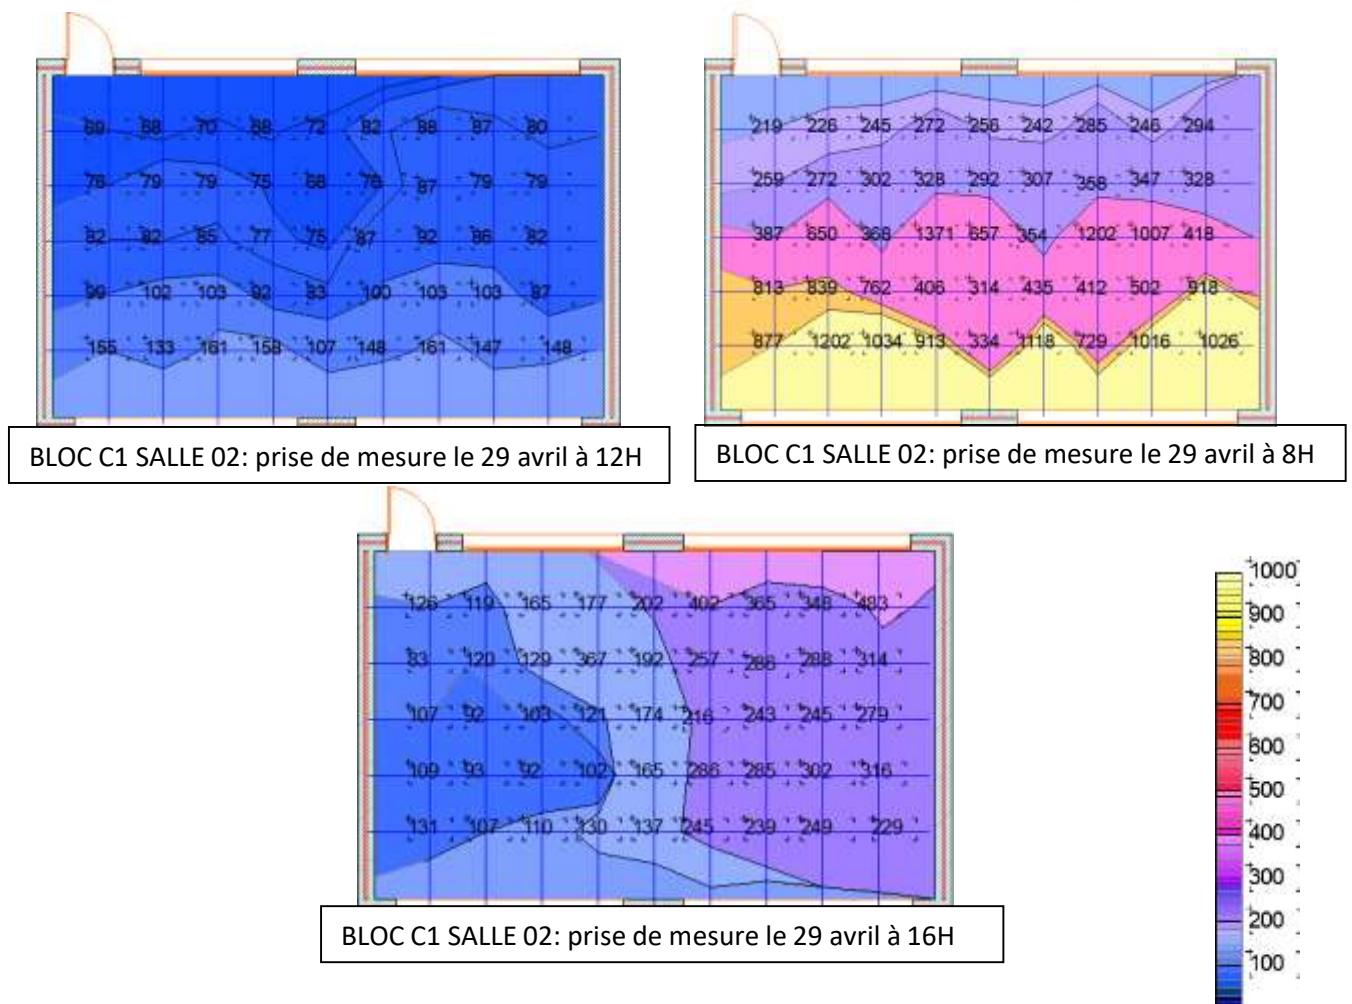 69 68 70 68 72 82 88 87 80
76 79 79 75 68 76 87 79 79
82 82 85 77 75 87 92 86 82
99 102 103 92 83 100 103 103 87
155 133 161 158 107 148 161 147 148
BLOC C1 SALLE 02: prise de mesure le 29 avril à 12H
219 226 245 272 256 242 285 246 294
259 272 302 328 292 307 358 347 328
387 650 368 1371 657 354 1202 1007 418
813 839 762 406 314 435 412 502 918
877 1202 1034 913 334 1118 729 1016 1026
BLOC C1 SALLE 02: prise de mesure le 29 avril à 8H
126 119 165 177 202 402 365 348 483
83 120 129 367 192 257 286 288 314
107 92 103 121 174 216 243 245 279
109 93 92 102 165 286 285 302 316
131 107 110 130 137 245 239 249 229
BLOC C1 SALLE 02: prise de mesure le 29 avril à 16H
1000
900
800
700
600
500
400
300
200
100